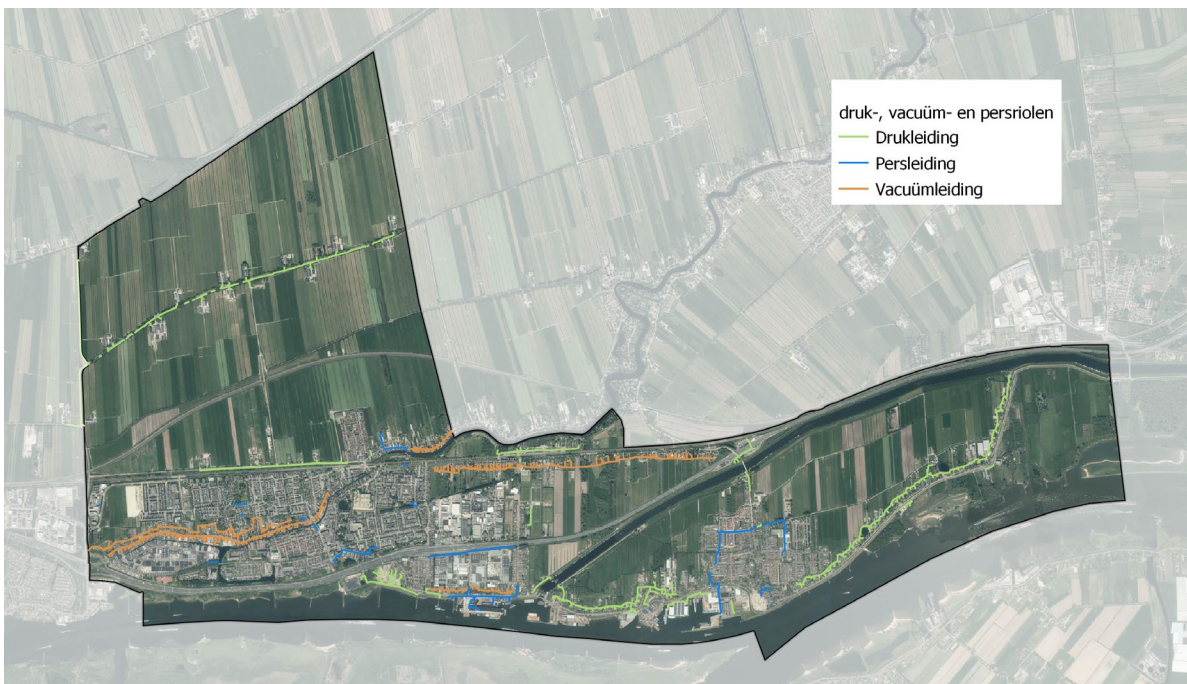 druk-, vacuüm- en persriolen
Drukleiding
Persleiding
Vacuümleiding